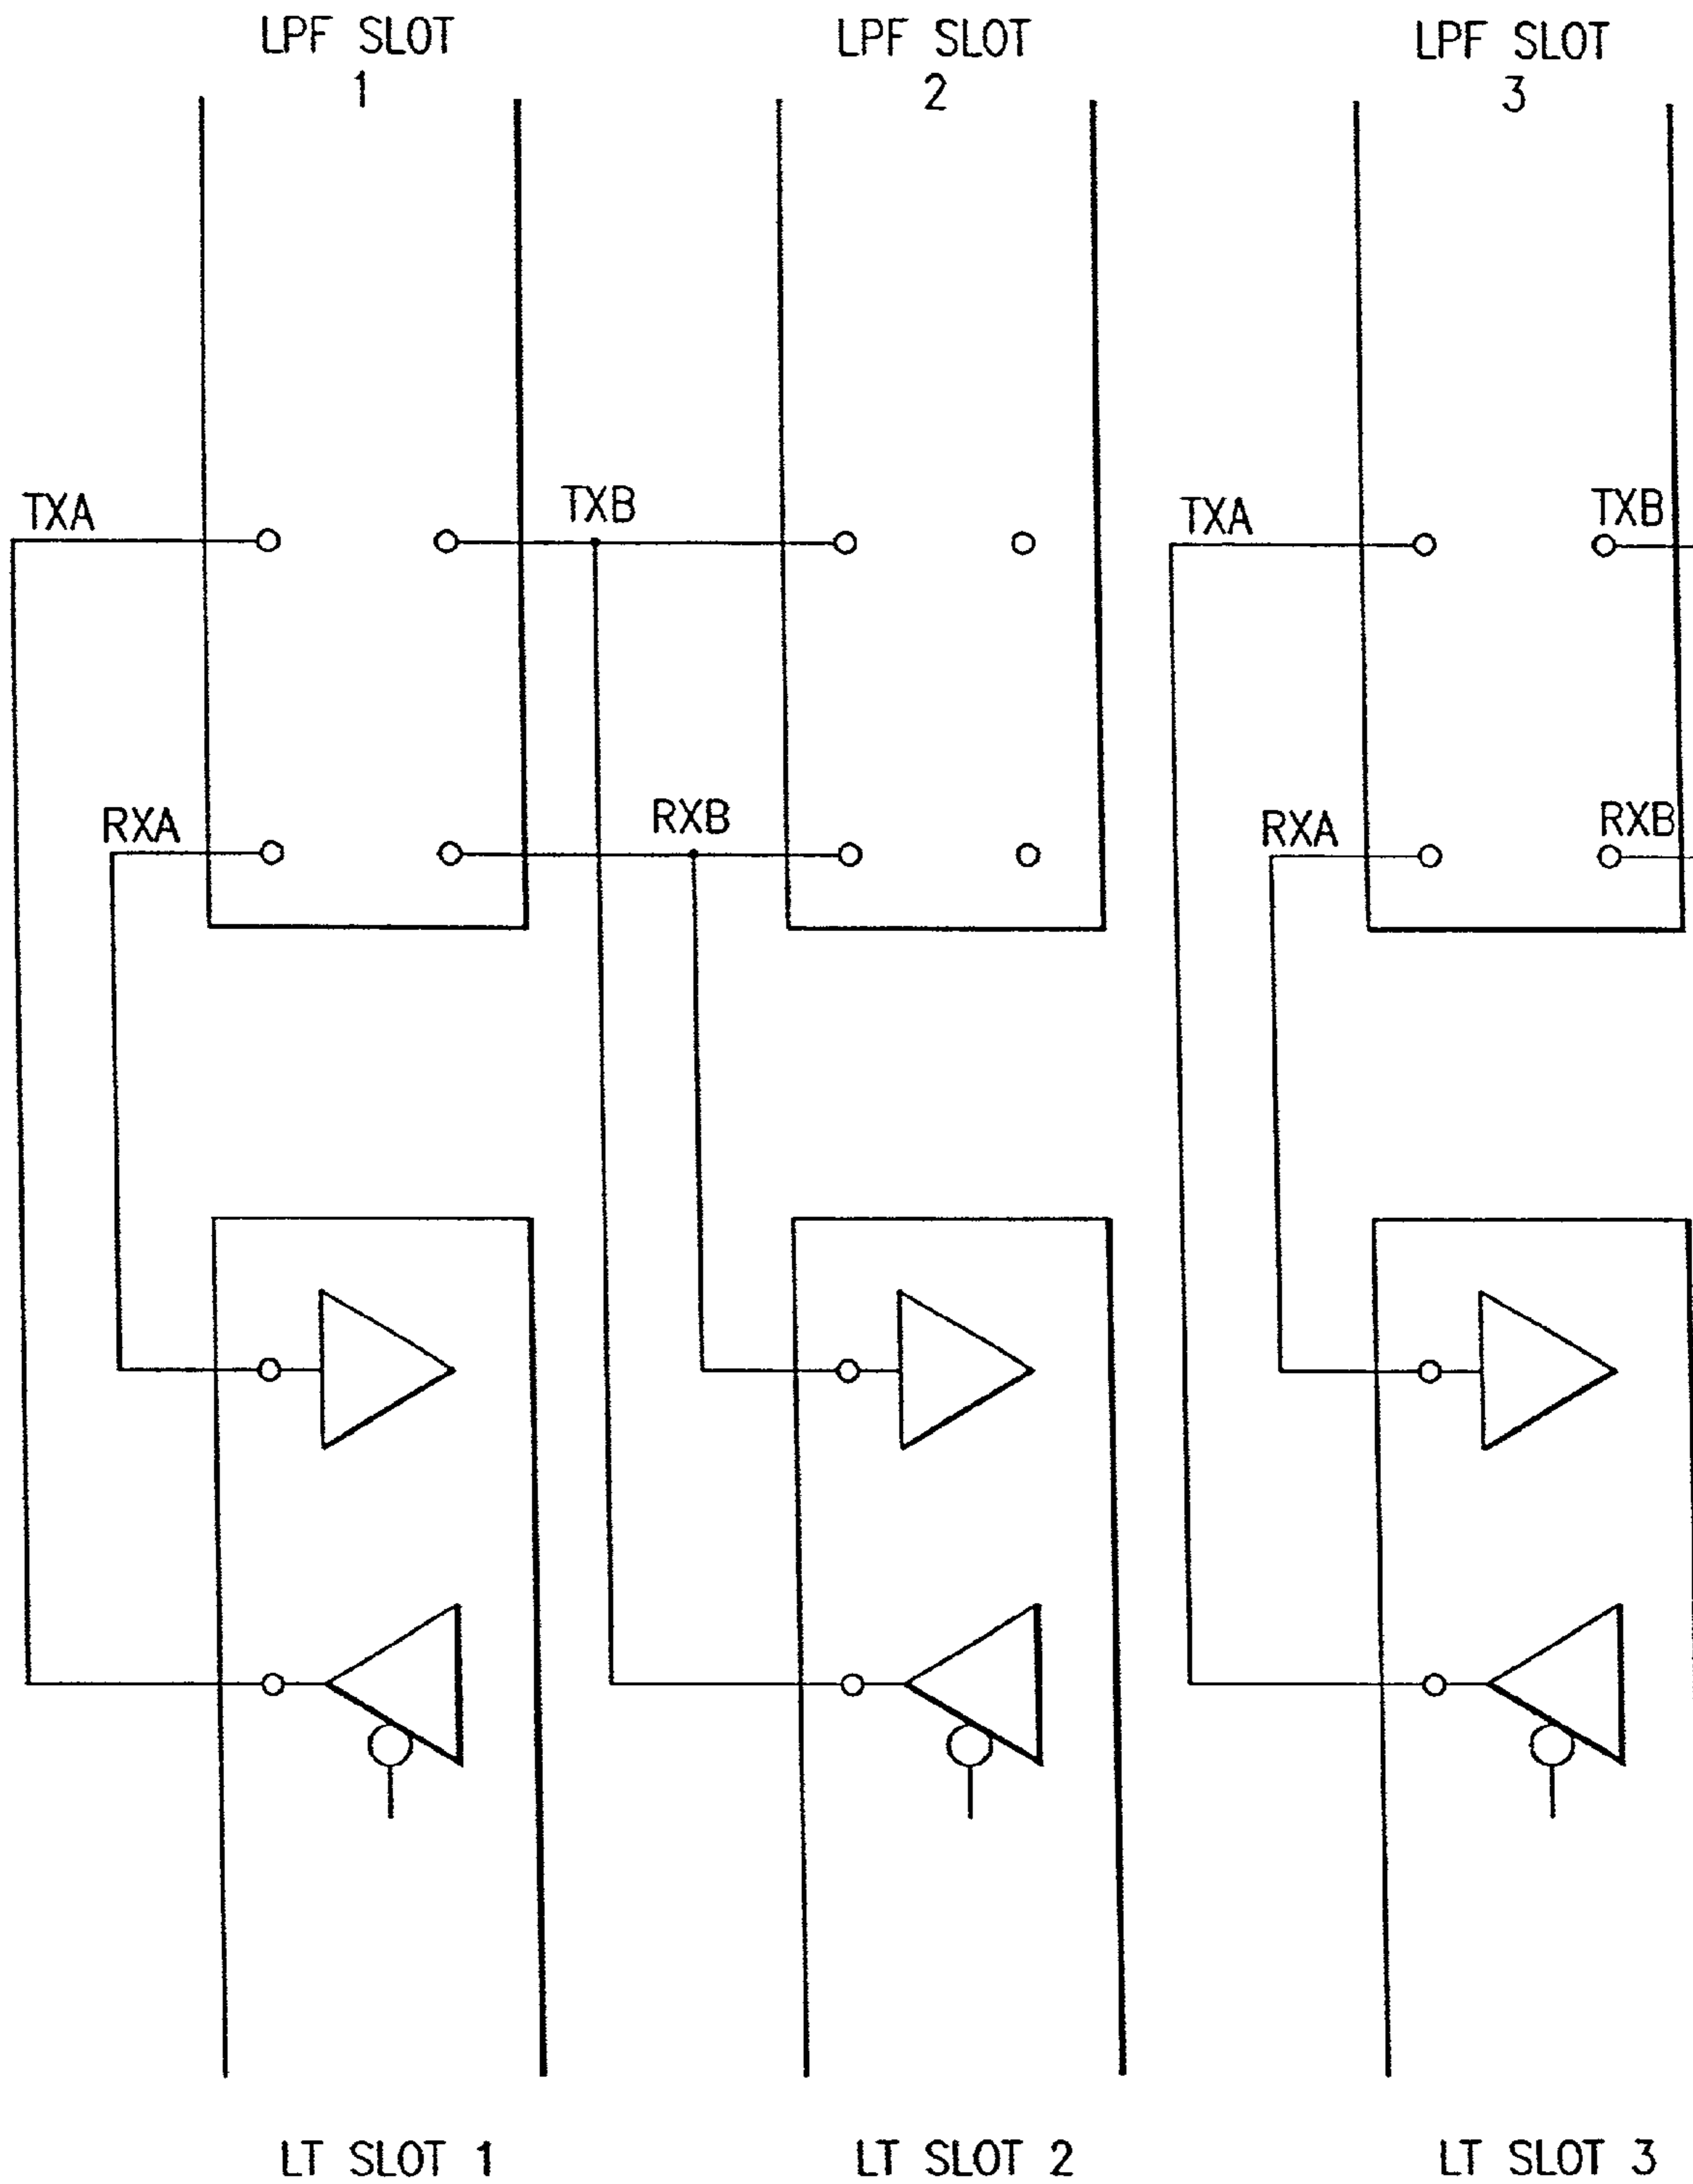 LPF SLOT
1
LPF SLOT
2
LPF SLOT
3
TXA
TXB
TXA
TXB
RXA
RXB
RXA
RXB
LT SLOT 1
LT SLOT 2
LT SLOT 3